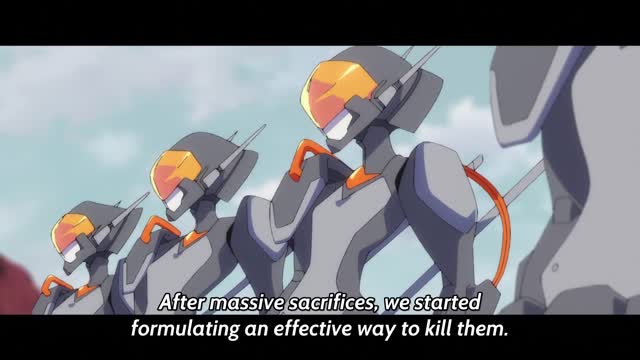 After massive sacrifices, we started
formulating an effective way to kill them.